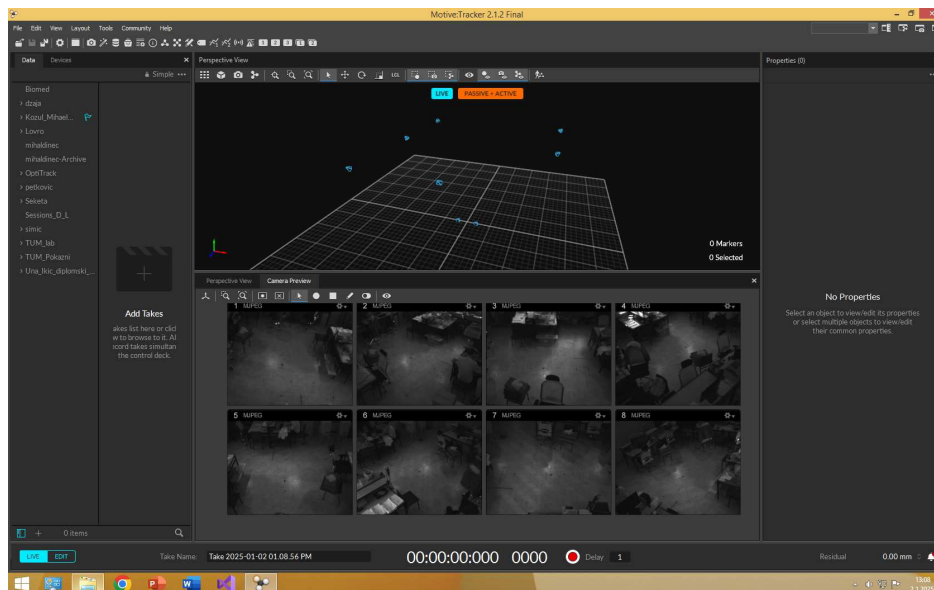 Motive:Tracker 2.1.2 Final
File Edit View Layout Tools Community Help
Data Devices
Simple
Biomed
dzaja
Kozul_Mihael...
Lovro
mihaldinec
mihaldinec-Archive
OptiTrack
petkovic
Seketa
Sessions_D_L
simic
TUM_lab
TUM_Pokazni
Una_Ikic_diplomski_...
Add Takes
akes list here or clicl
w to browse to it. Al
ecord takes simultan
the control deck.
0 items
Perspective View
LCL
LIVE PASSIVE + ACTIVE
0 Markers
0 Selected
Perspective View Camera Preview
1 MJPEG 2 MJPEG 3 MJPEG 4 MJPEG
5 MJPEG 6 MJPEG 7 MJPEG 8 MJPEG
Properties (0)
No Properties
Select an object to view/edit its properties
or select multiple objects to view/edit
their common properties.
LIVE EDIT Take Name: Take 2025-01-02 01.08.56 PM 00:00:00:000 0000 Delay 1 Residual 0.00 mm
13:08
2.1.2025.